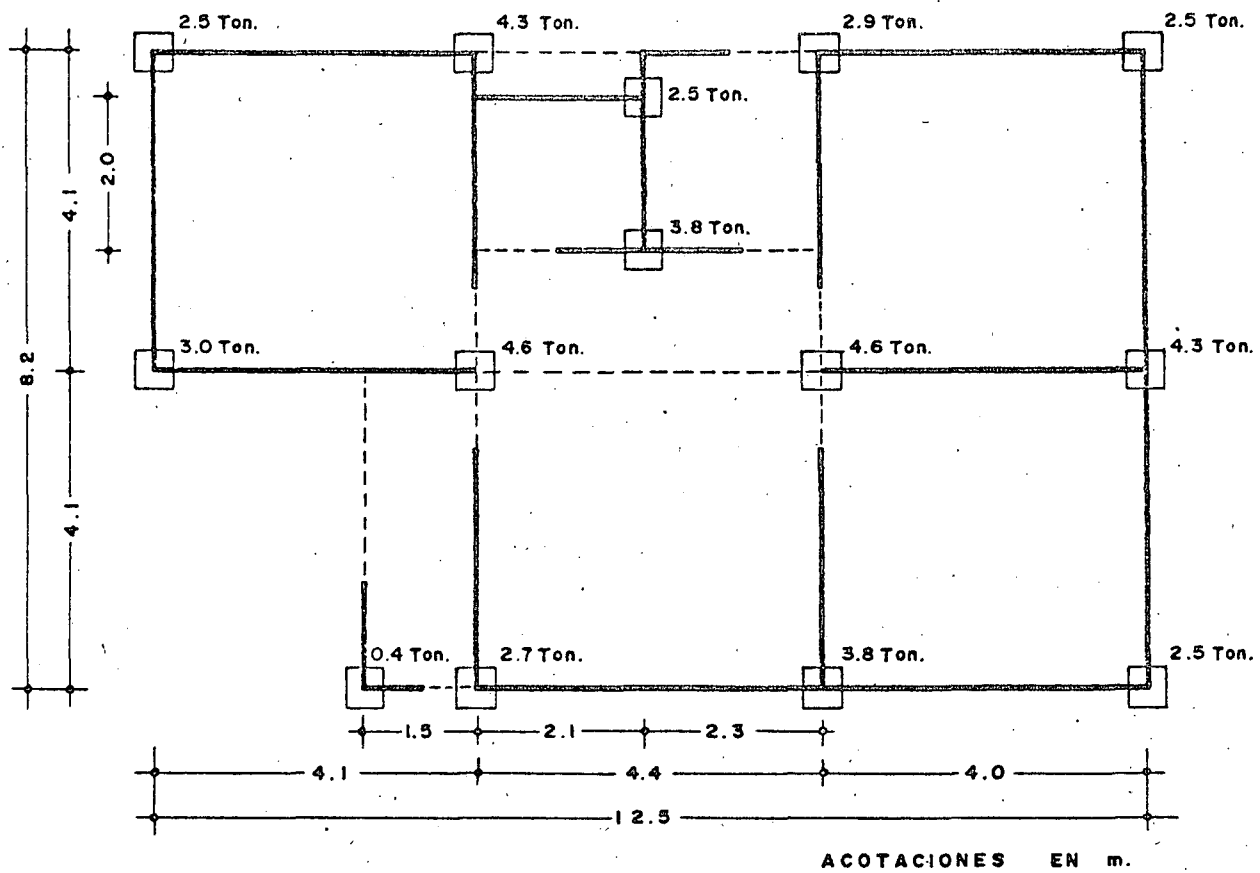 2.5 Ton.
4.3 Ton.
2.9 Ton.
2.5 Ton.
2.5 Ton.
2.0
4.1
3.8 Ton.
8.2
3.0 Ton.
4.6 Ton.
4.6 Ton.
4.3 Ton.
4.1
0.4 Ton.
2.7 Ton.
3.8 Ton.
2.5 Ton.
1.5
2.1
2.3
4.1
4.4
4.0
12.5
ACOTACIONES EN m.